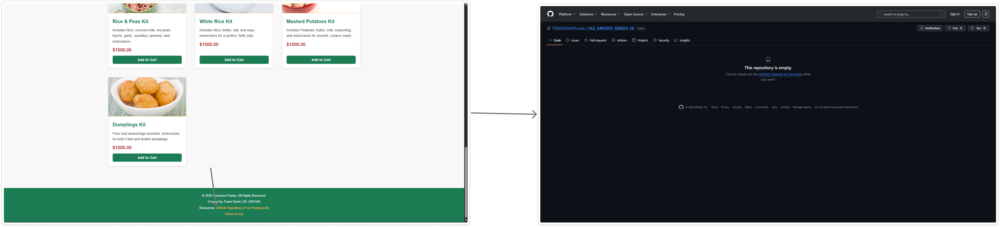 Rice & Peas Kit
Includes Rice, coconut milk, red peas,
thyme, garlic, escallion, pimento, and
instructions.
$1000.00
Add to Cart
White Rice Kit
Includes Rice, butter, salt, and easy
instructions for a perfect, fluffy side.
$1000.00
Add to Cart
Mashed Potatoes Kit
Includes Potatoes, butter, milk, seasoning,
and instructions for smooth, creamy mash.
$1000.00
Add to Cart
Dumplings Kit
Flour and seasonings included. Instructions
for both Fried and Boiled dumplings.
$1000.00
Add to Cart
© 2025 Greenova Pantry. All Rights Reserved.
Created by Travis Davis | ID: 2401555
Resources: GitHub Repository | Free Hosting Link
Return to top
Platform Solutions Resources Open Source Enterprise Pricing
Search or jump to... / Sign in Sign up
TRAVISDAVISutek / IA2_2401555_SEM25-26 Public
Notifications Fork 0 Star 0
Code Issues Pull requests Actions Projects Security Insights
This repository is empty.
Care to check out the GitHub Channel on YouTube while
you wait?
© 2025 GitHub, Inc. Terms Privacy Security Status Community Docs Contact Manage cookies Do not share my personal information